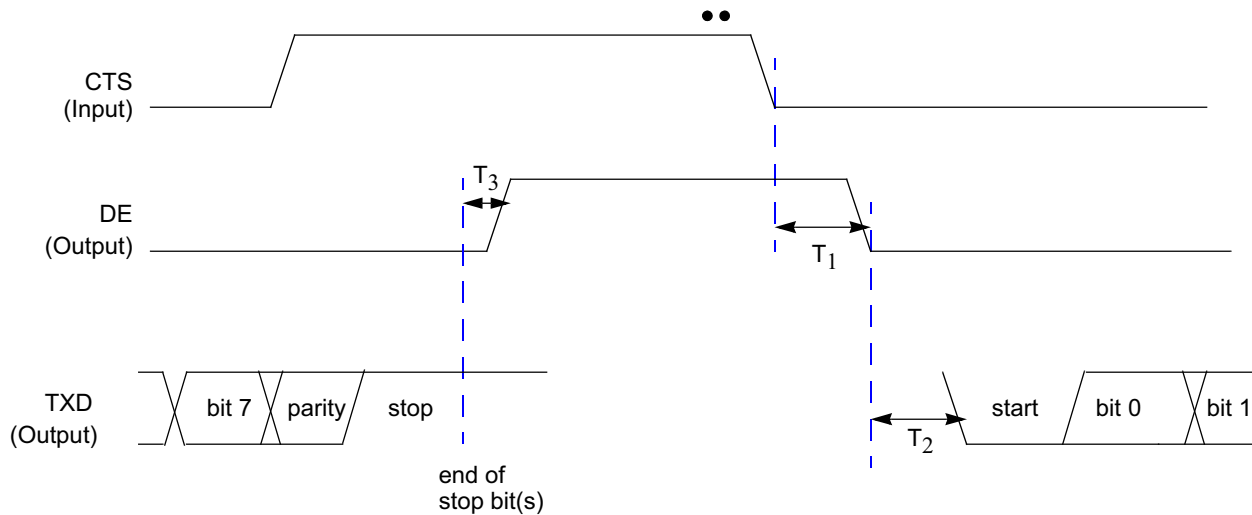 CTS
(Input)
T3
DE
(Output)
T1
TXD
(Output)
bit 7
parity
stop
T2
start
bit 0
bit 1
end of
stop bit(s)